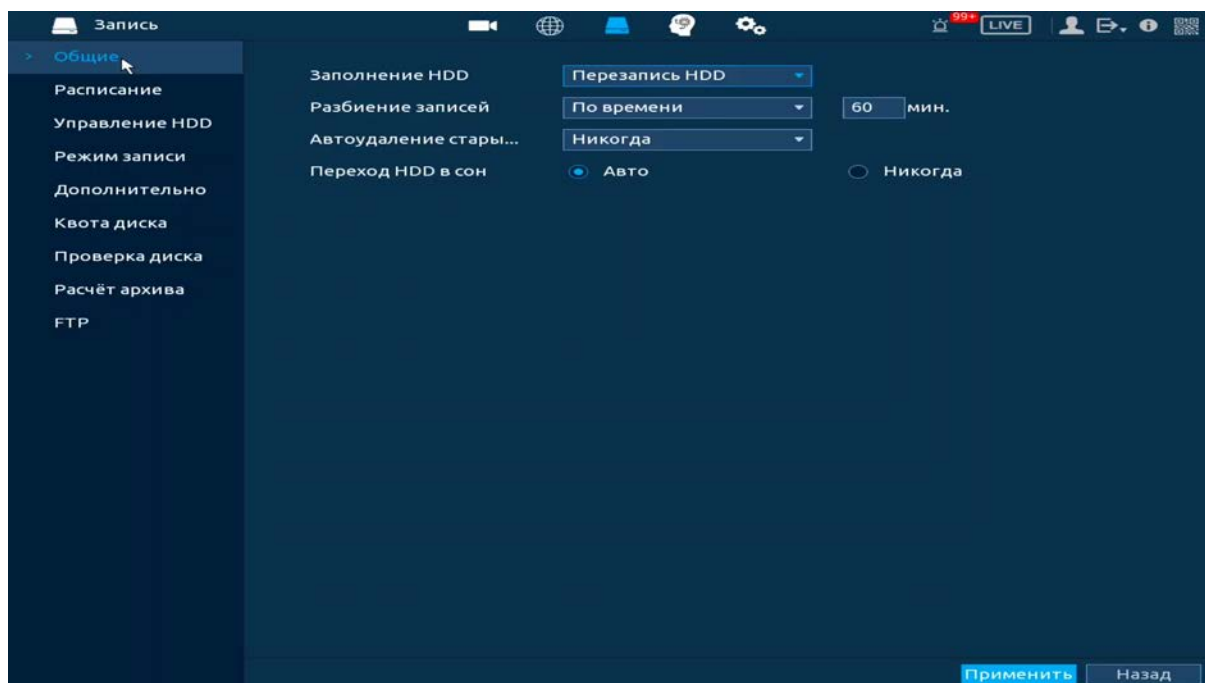 Запись
99+
LIVE
Общие
Расписание
Управление HDD
Режим записи
Дополнительно
Квота диска
Проверка диска
Расчёт архива
FTP
Заполнение HDD Перезапись HDD
Разбиение записей По времени 60 мин.
Автоудаление стары... Никогда
Переход HDD в сон Авто Никогда
Применить Назад